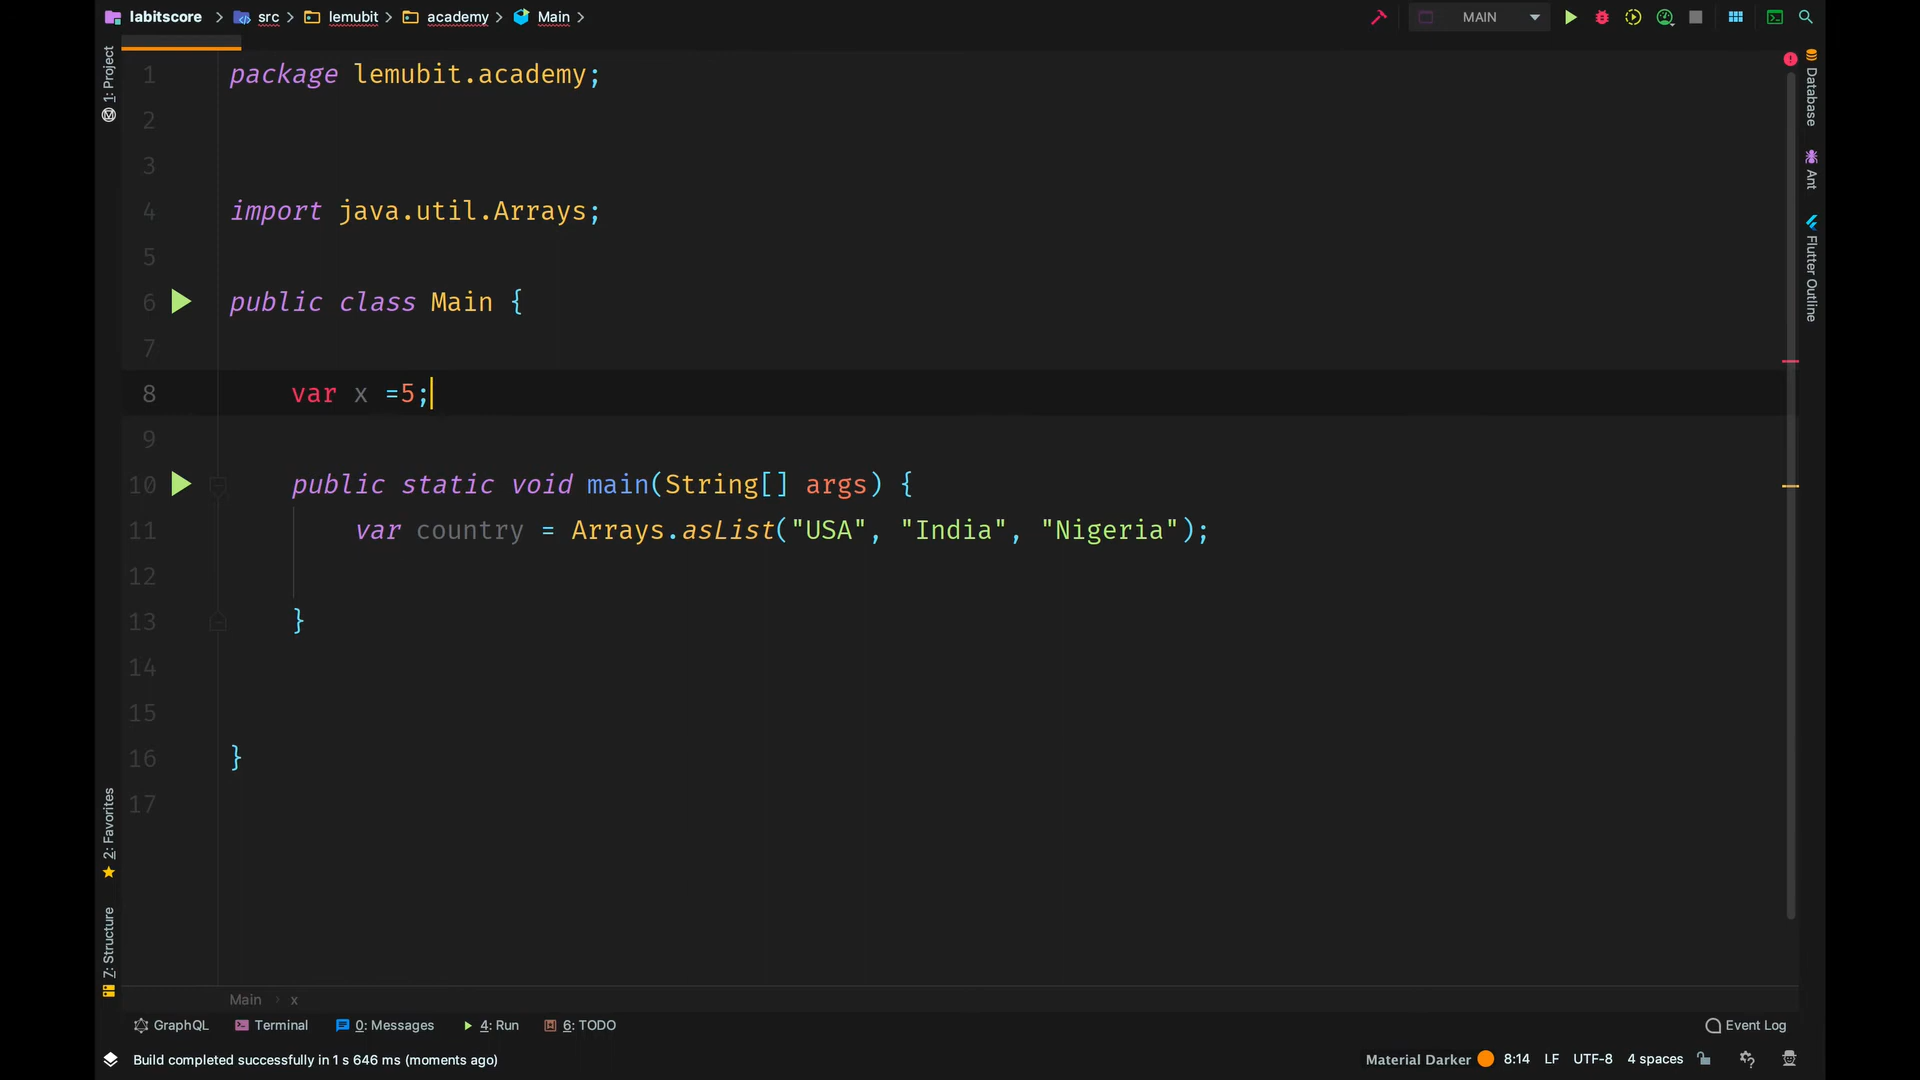 labitscore src lemubit academy Main MAIN
1: Project
1 package lemubit.academy;
2
3
4 import java.util.Arrays;
5
6 public class Main {
7
8 var x =5;
9
10 public static void main(String[] args) {
11 var country = Arrays.asList("USA", "India", "Nigeria");
12
13 }
14
15
16 }
17
Database
Ant
Flutter Outline
2: Favorites
7: Structure
Main x
GraphQL Terminal 0: Messages 4: Run 6: TODO Event Log
Build completed successfully in 1 s 646 ms (moments ago) Material Darker 8:14 LF UTF-8 4 spaces